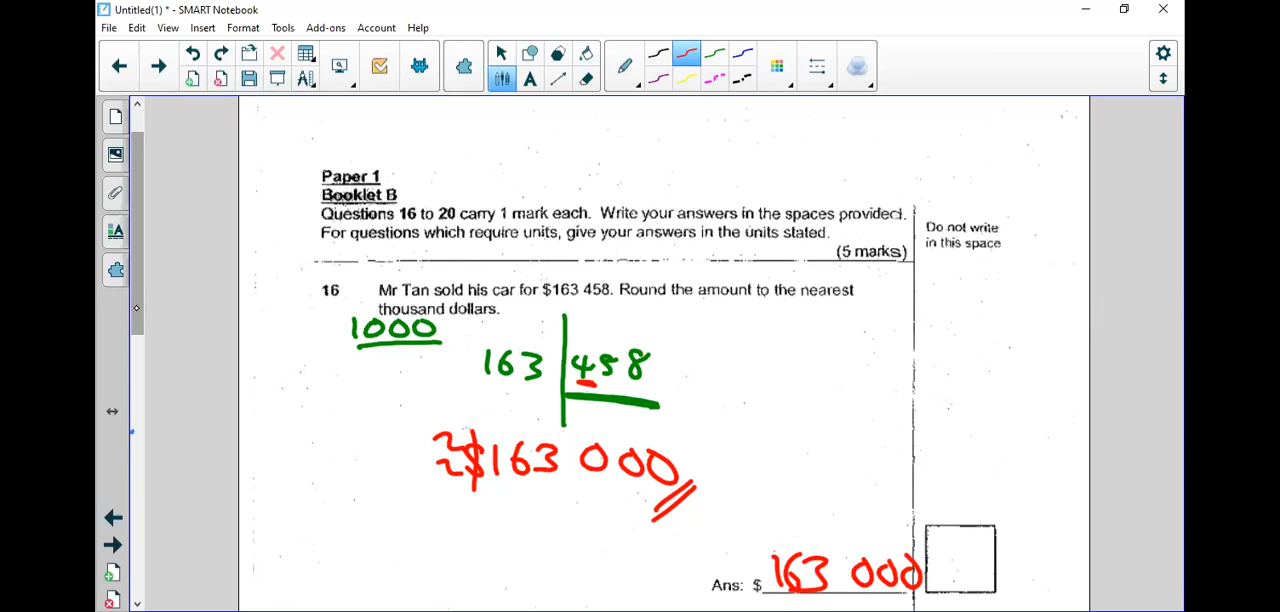 Untitled(1) * - SMART Notebook
File Edit View Insert Format Tools Add-ons Account Help
Paper 1
Booklet B
Questions 16 to 20 carry 1 mark each. Write your answers in the spaces provided.
For questions which require units, give your answers in the units stated.
(5 marks)
Do not write
in this space
16 Mr Tan sold his car for $163 458. Round the amount to the nearest
thousand dollars.
1000
163 458
≈$163 000
Ans: $ 163 000